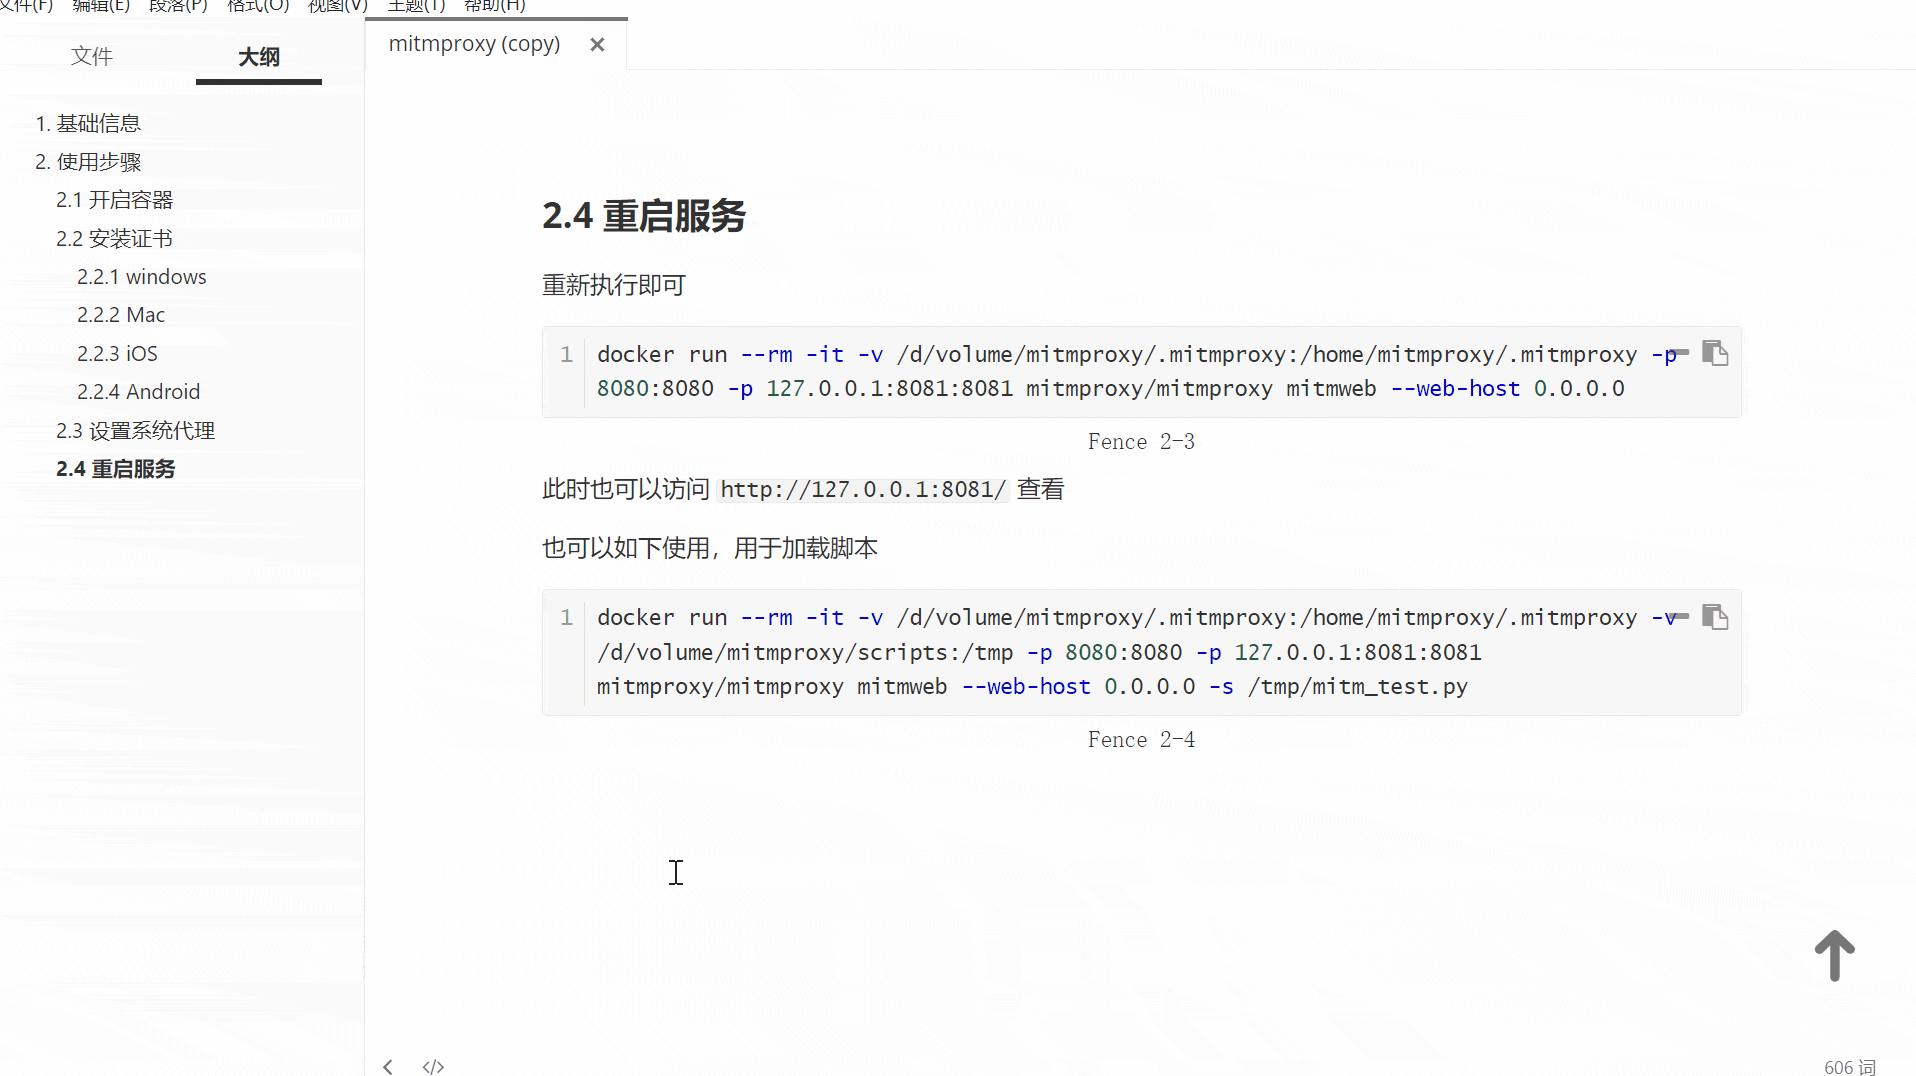 文件(F) 编辑(E) 段落(P) 格式(O) 视图(V) 主题(T) 帮助(H)
文件 大纲
mitmproxy (copy)
1. 基础信息
2. 使用步骤
2.1 开启容器
2.2 安装证书
2.2.1 windows
2.2.2 Mac
2.2.3 iOS
2.2.4 Android
2.3 设置系统代理
2.4 重启服务
2.4 重启服务
重新执行即可
1 docker run --rm -it -v /d/volume/mitmproxy/.mitmproxy:/home/mitmproxy/.mitmproxy -p
8080:8080 -p 127.0.0.1:8081:8081 mitmproxy/mitmproxy mitmweb --web-host 0.0.0.0
Fence 2-3
此时也可以访问 http://127.0.0.1:8081/ 查看
也可以如下使用，用于加载脚本
1 docker run --rm -it -v /d/volume/mitmproxy/.mitmproxy:/home/mitmproxy/.mitmproxy -v
/d/volume/mitmproxy/scripts:/tmp -p 8080:8080 -p 127.0.0.1:8081:8081
mitmproxy/mitmproxy mitmweb --web-host 0.0.0.0 -s /tmp/mitm_test.py
Fence 2-4
606 词